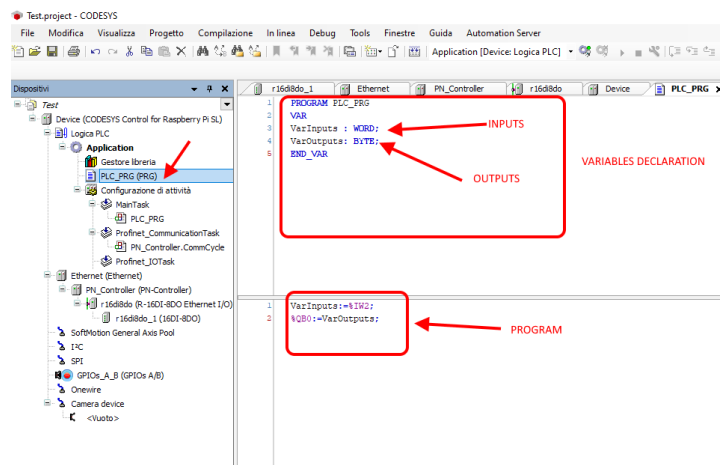 Test.project - CODESYS
File Modifica Visualizza Progetto Compilazione In linea Debug Tools Finestre Guida Automation Server
Application [Device: Logica PLC]
Dispositivi
r16di8do_1 Ethernet PN_Controller r16di8do Device PLC_PRG
Test
Device (CODESYS Control for Raspberry Pi SL)
Logica PLC
Application
Gestore libreria
PLC_PRG (PRG)
Configurazione di attività
MainTask
PLC_PRG
Profinet_CommunicationTask
PN_Controller.CommCycle
Profinet_IOTask
Ethernet (Ethernet)
PN_Controller (PN-Controller)
r16di8do (R-16DI-8DO Ethernet I/O)
r16di8do_1 (16DI-8DO)
SoftMotion General Axis Pool
I²C
SPI
GPIOs_A_B (GPIOs A/B)
Onewire
Camera device
<Vuoto>
1 PROGRAM PLC_PRG
2 VAR
3 VarInputs : WORD;
4 VarOutputs: BYTE;
5 END_VAR
INPUTS
OUTPUTS
VARIABLES DECLARATION
1 VarInputs:=%IW2;
2 %QB0:=VarOutputs;
PROGRAM